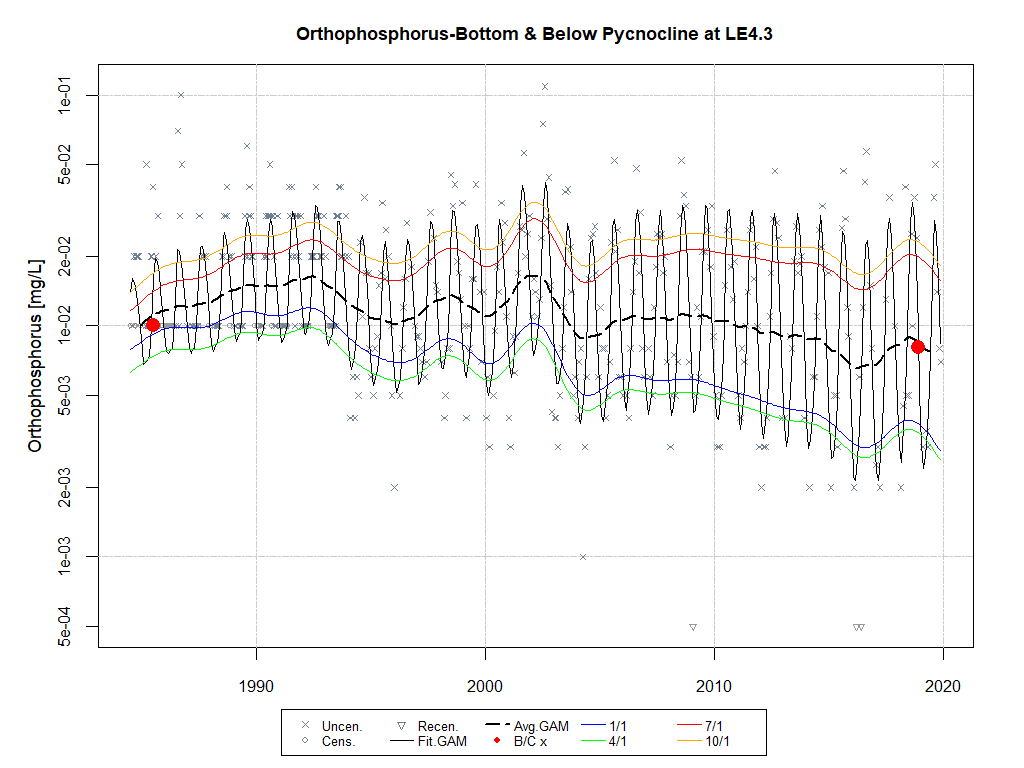 Orthophosphorus-Bottom & Below Pycnocline at LE4.3
Orthophosphorus [mg/L]
1e-01
5e-02
2e-02
1e-02
5e-03
2e-03
1e-03
5e-04
1990 2000 2010 2020
Uncen. Recen. Avg.GAM 1/1 7/1
Cens. Fit.GAM B/C x 4/1 10/1